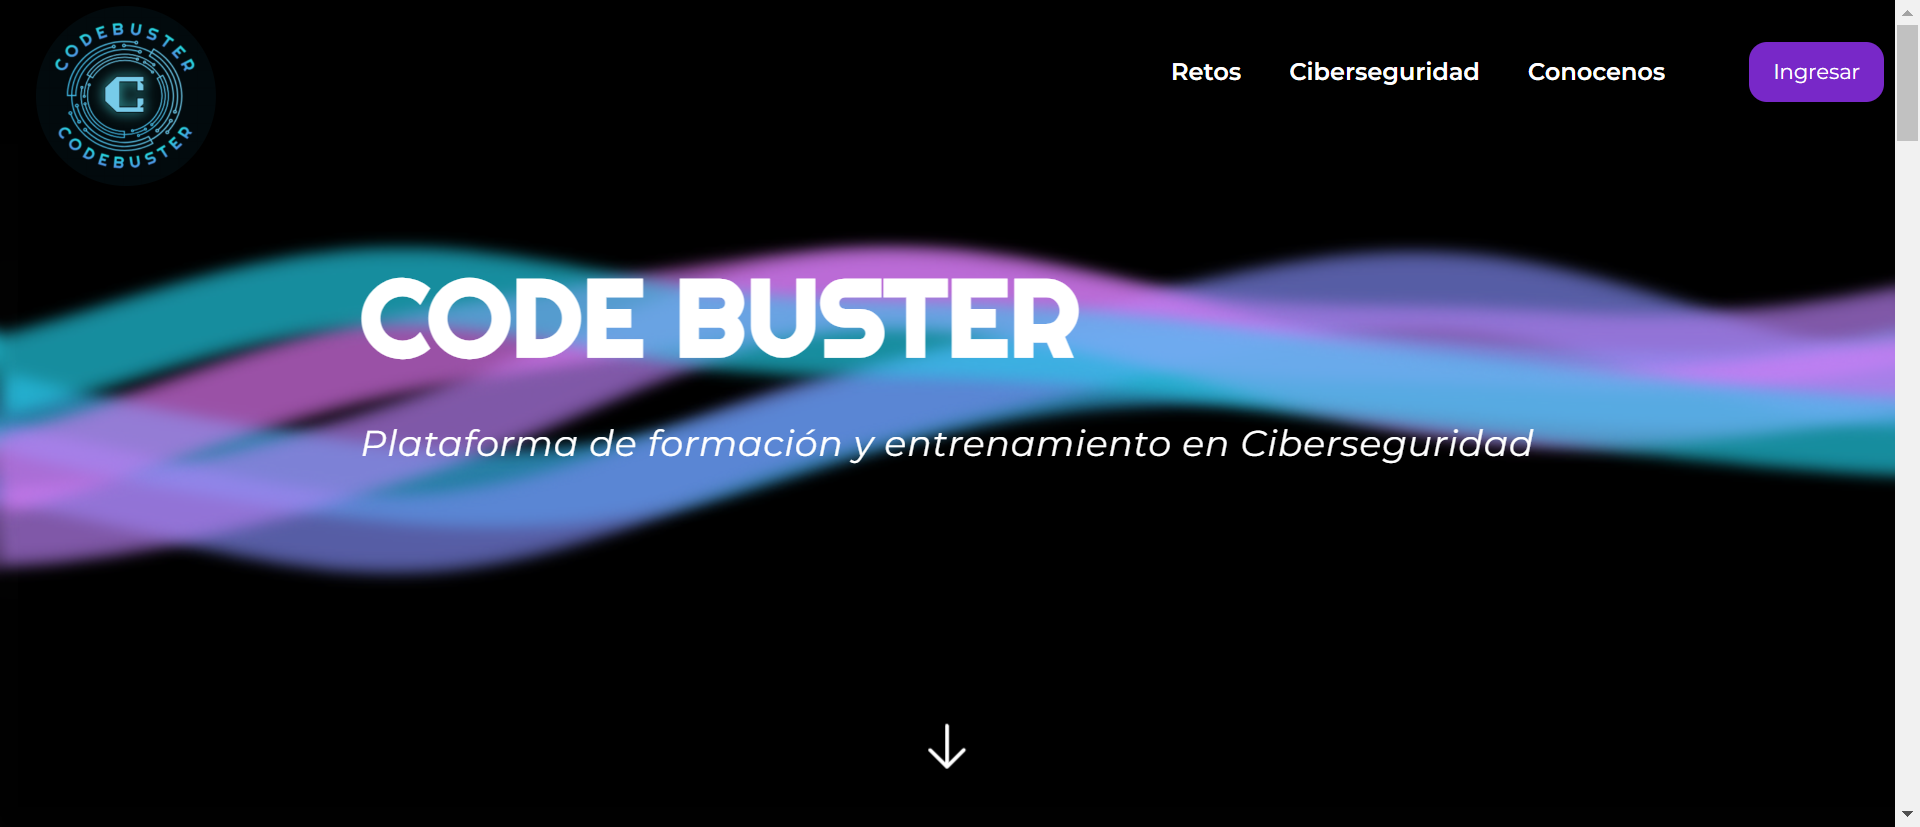 CODEBUSTER
C
CODEBUSTER
Retos Ciberseguridad Conocenos Ingresar
CODE BUSTER
Plataforma de formación y entrenamiento en Ciberseguridad